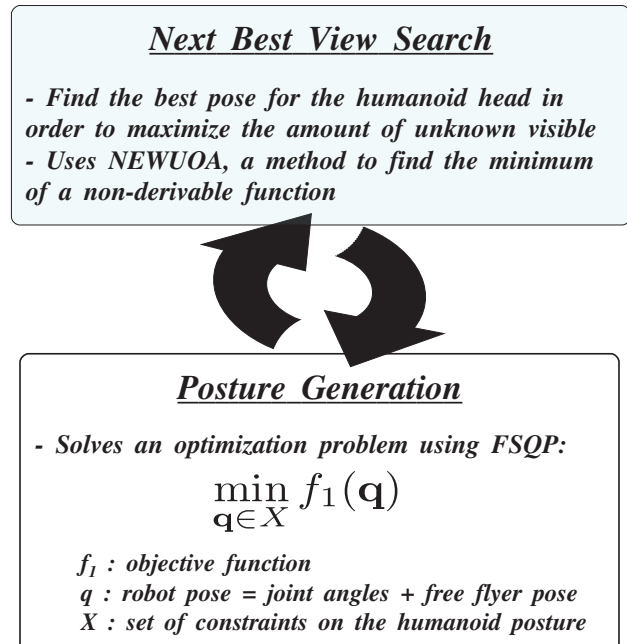 Next Best View Search
- Find the best pose for the humanoid head in
order to maximize the amount of unknown visible
- Uses NEWUOA, a method to find the minimum
of a non-derivable function
Posture Generation
- Solves an optimization problem using FSQP:
min f₁(q)
q∈X
f₁ : objective function
q : robot pose = joint angles + free flyer pose
X : set of constraints on the humanoid posture